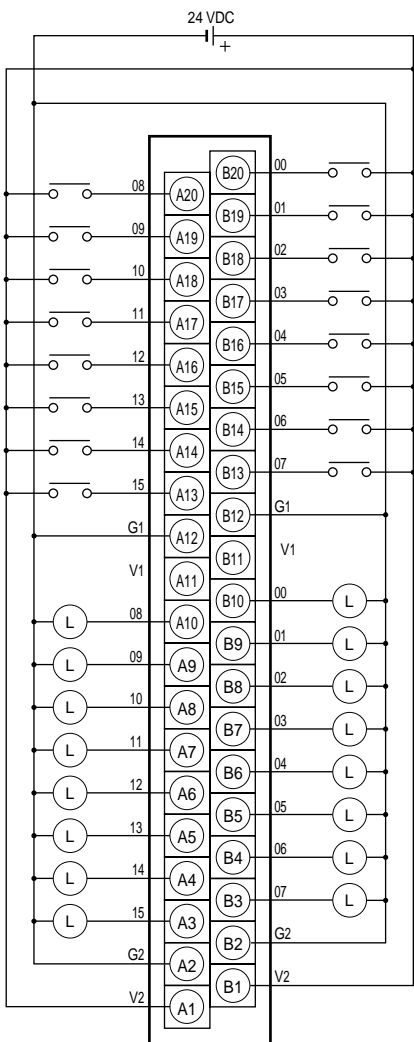 24 VDC
+
B20 00
08 A20
B19 01
09 A19
B18 02
10 A18
B17 03
11 A17
B16 04
12 A16
B15 05
13 A15
B14 06
14 A14
B13 07
15 A13
B12 G1
G1 A12
B11 V1
V1 A11
B10 00 L
L 08 A10
B9 01 L
L 09 A9
B8 02 L
L 10 A8
B7 03 L
L 11 A7
B6 04 L
L 12 A6
B5 05 L
L 13 A5
B4 06 L
L 14 A4
B3 07 L
L 15 A3
B2 G2
G2 A2
B1 V2
V2 A1